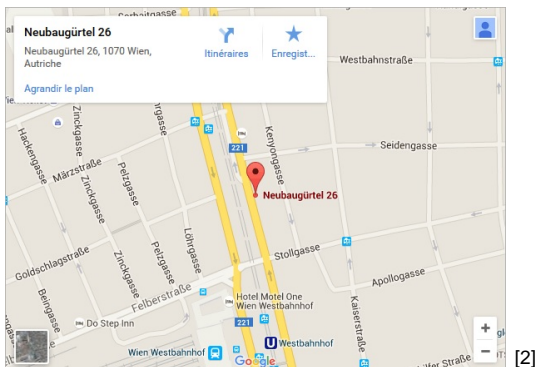 Neubaugürtel 26
Neubaugürtel 26, 1070 Wien,
Autriche
Agrandir le plan
Itinéraires
Enregist...
Westbahnstraße
Zinckgasse
Hackengasse
Märzstraße
Zinckgasse
Pelzgasse
Kenyongasse
221
Seidengasse
Neubaugürtel 26
Löhrgasse
Pelzgasse
Zinckgasse
Goldschlagstraße
Beingasse
Felberstraße
Stollgasse
Apollogasse
Kaiserstraße
Hotel Motel One
Wien Westbahnhof
Do Step Inn
221
U Westbahnhof
Wien Westbahnhof
Google
+
−
[2]